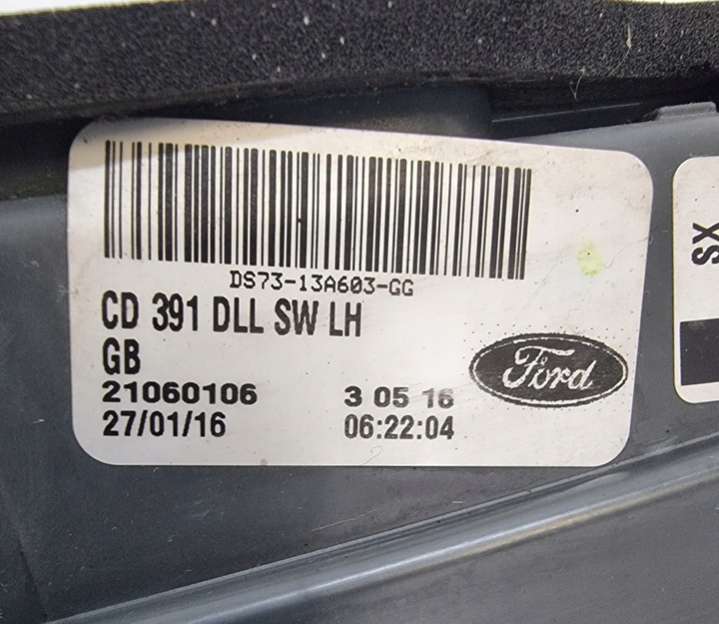 DS73-13A603-GG
CD 391 DLL SW LH
GB
Ford
21060106 3 05 16
27/01/16 06:22:04
SX